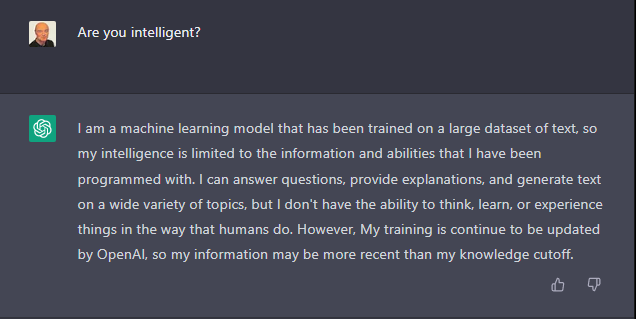 Are you intelligent?
I am a machine learning model that has been trained on a large dataset of text, so
my intelligence is limited to the information and abilities that I have been
programmed with. I can answer questions, provide explanations, and generate text
on a wide variety of topics, but I don't have the ability to think, learn, or experience
things in the way that humans do. However, My training is continue to be updated
by OpenAI, so my information may be more recent than my knowledge cutoff.